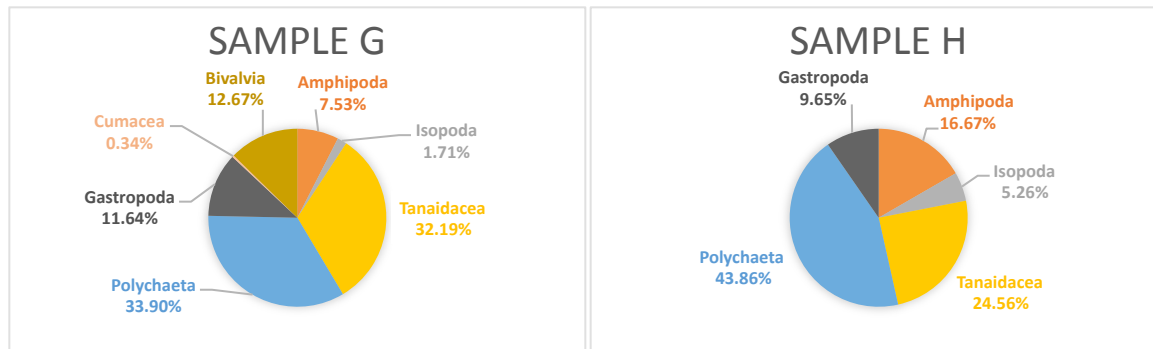 SAMPLE G
Bivalvia
12.67%
Amphipoda
7.53%
Cumacea
0.34%
Isopoda
1.71%
Gastropoda
11.64%
Tanaidacea
32.19%
Polychaeta
33.90%
SAMPLE H
Gastropoda
9.65%
Amphipoda
16.67%
Isopoda
5.26%
Polychaeta
43.86%
Tanaidacea
24.56%